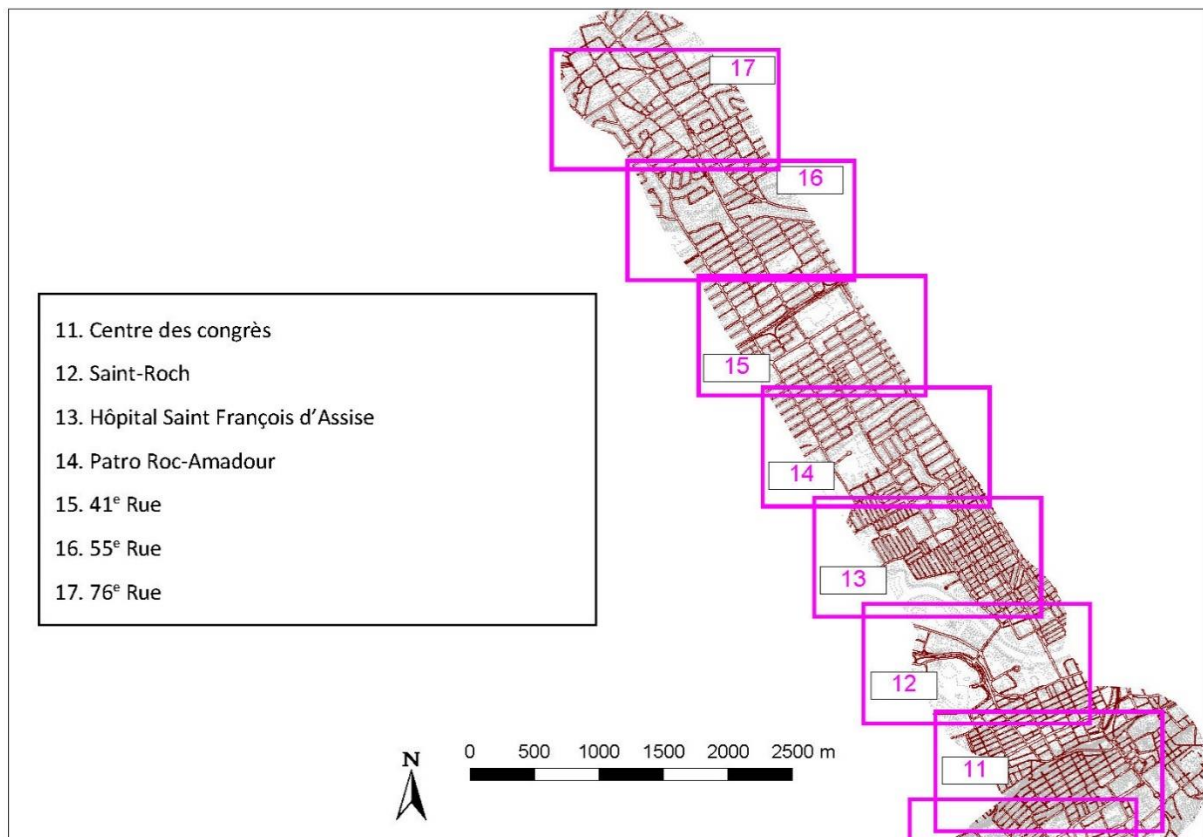 17
16
11. Centre des congrès
12. Saint-Roch
13. Hôpital Saint François d'Assise
14. Patro Roc-Amadour
15. 41e Rue
16. 55e Rue
17. 76e Rue
15
14
13
12
11
N
0 500 1000 1500 2000 2500 m